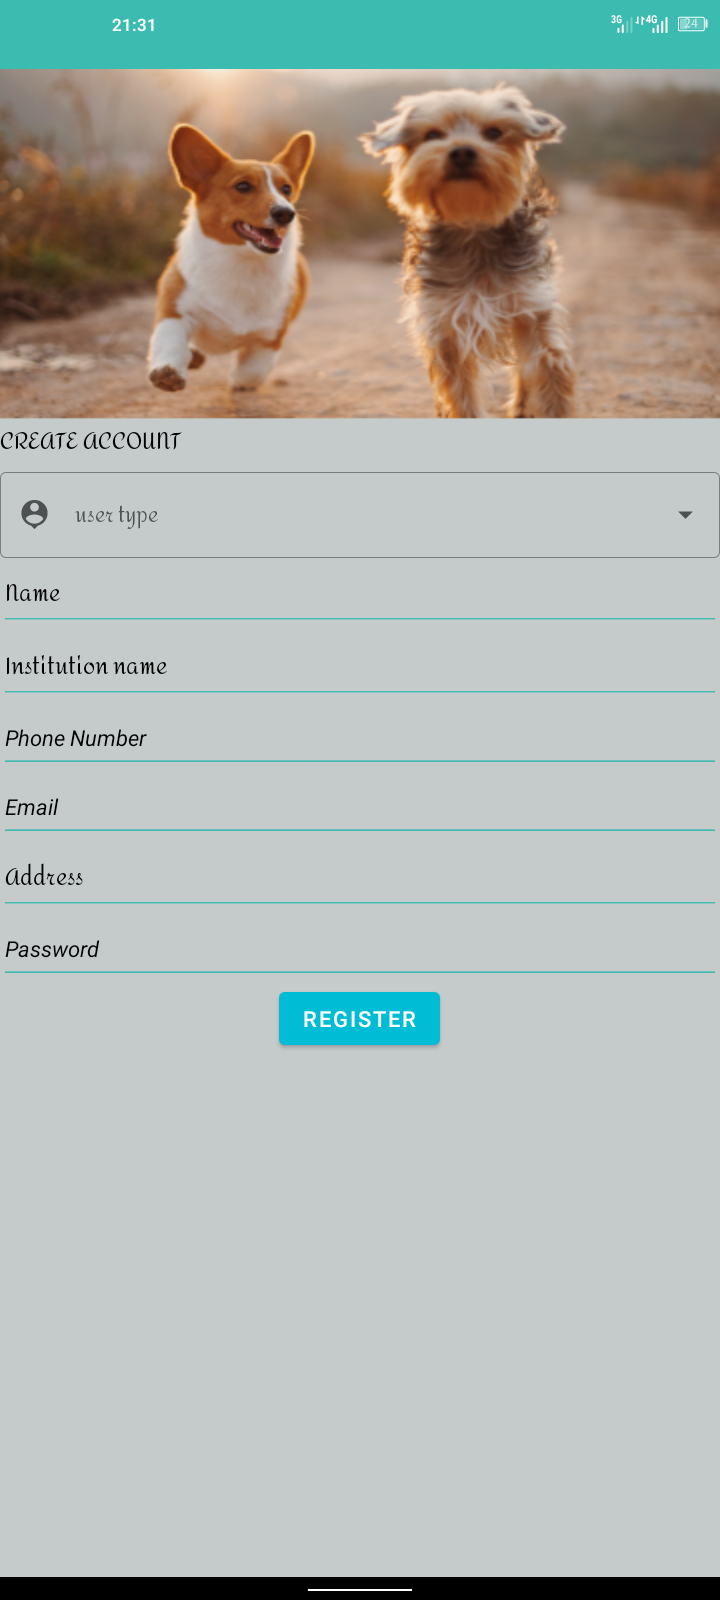 21:31
3G 4G 24
CREATE ACCOUNT
user type
Name
Institution name
Phone Number
Email
Address
Password
REGISTER